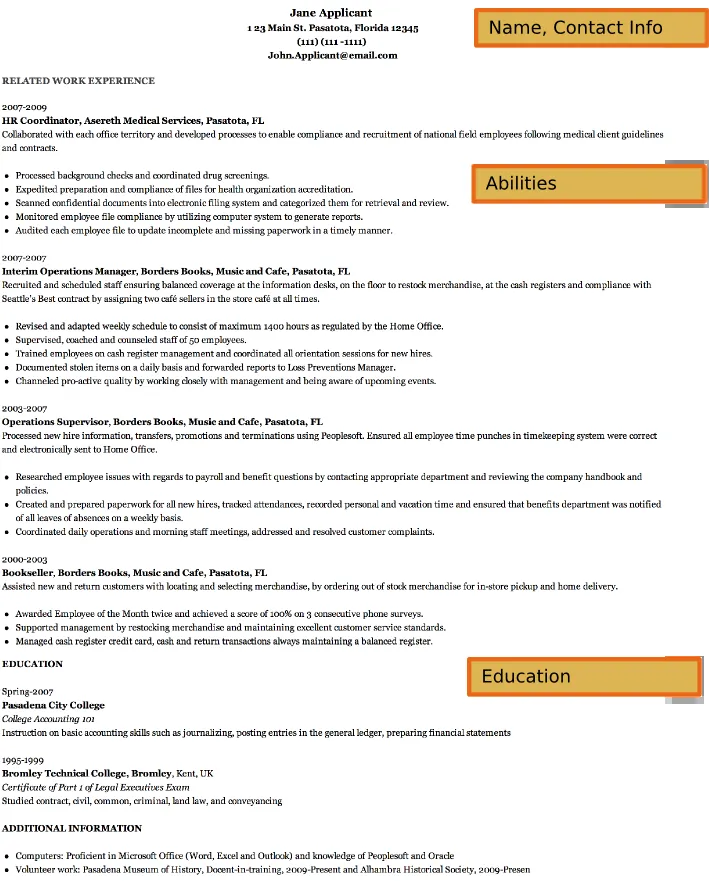 Jane Applicant
1 23 Main St. Pasatota, Florida 12345
(111) (111 -1111)
John.Applicant@email.com
Name, Contact Info
RELATED WORK EXPERIENCE
2007-2009
HR Coordinator, Asereth Medical Services, Pasatota, FL
Collaborated with each office territory and developed processes to enable compliance and recruitment of national field employees following medical client guidelines
and contracts.
Abilities
• Processed background checks and coordinated drug screenings.
• Expedited preparation and compliance of files for health organization accreditation.
• Scanned confidential documents into electronic filing system and categorized them for retrieval and review.
• Monitored employee file compliance by utilizing computer system to generate reports.
• Audited each employee file to update incomplete and missing paperwork in a timely manner.
2007-2007
Interim Operations Manager, Borders Books, Music and Cafe, Pasatota, FL
Recruited and scheduled staff ensuring balanced coverage at the information desks, on the floor to restock merchandise, at the cash registers and compliance with
Seattle's Best contract by assigning two café sellers in the store café at all times.
• Revised and adapted weekly schedule to consist of maximum 1400 hours as regulated by the Home Office.
• Supervised, coached and counseled staff of 50 employees.
• Trained employees on cash register management and coordinated all orientation sessions for new hires.
• Documented stolen items on a daily basis and forwarded reports to Loss Preventions Manager.
• Channeled pro-active quality by working closely with management and being aware of upcoming events.
2003-2007
Operations Supervisor, Borders Books, Music and Cafe, Pasatota, FL
Processed new hire information, transfers, promotions and terminations using Peoplesoft. Ensured all employee time punches in timekeeping system were correct
and electronically sent to Home Office.
• Researched employee issues with regards to payroll and benefit questions by contacting appropriate department and reviewing the company handbook and
policies.
• Created and prepared paperwork for all new hires, tracked attendances, recorded personal and vacation time and ensured that benefits department was notified
of all leaves of absences on a weekly basis.
• Coordinated daily operations and morning staff meetings, addressed and resolved customer complaints.
2000-2003
Bookseller, Borders Books, Music and Cafe, Pasatota, FL
Assisted new and return customers with locating and selecting merchandise, by ordering out of stock merchandise for in-store pickup and home delivery.
• Awarded Employee of the Month twice and achieved a score of 100% on 3 consecutive phone surveys.
• Supported management by restocking merchandise and maintaining excellent customer service standards.
• Managed cash register credit card, cash and return transactions always maintaining a balanced register.
EDUCATION
Education
Spring-2007
Pasadena City College
College Accounting 101
Instruction on basic accounting skills such as journalizing, posting entries in the general ledger, preparing financial statements
1995-1999
Bromley Technical College, Bromley, Kent, UK
Certificate of Part 1 of Legal Executives Exam
Studied contract, civil, common, criminal, land law, and conveyancing
ADDITIONAL INFORMATION
• Computers: Proficient in Microsoft Office (Word, Excel and Outlook) and knowledge of Peoplesoft and Oracle
• Volunteer work: Pasadena Museum of History, Docent-in-training, 2009-Present and Alhambra Historical Society, 2009-Presen